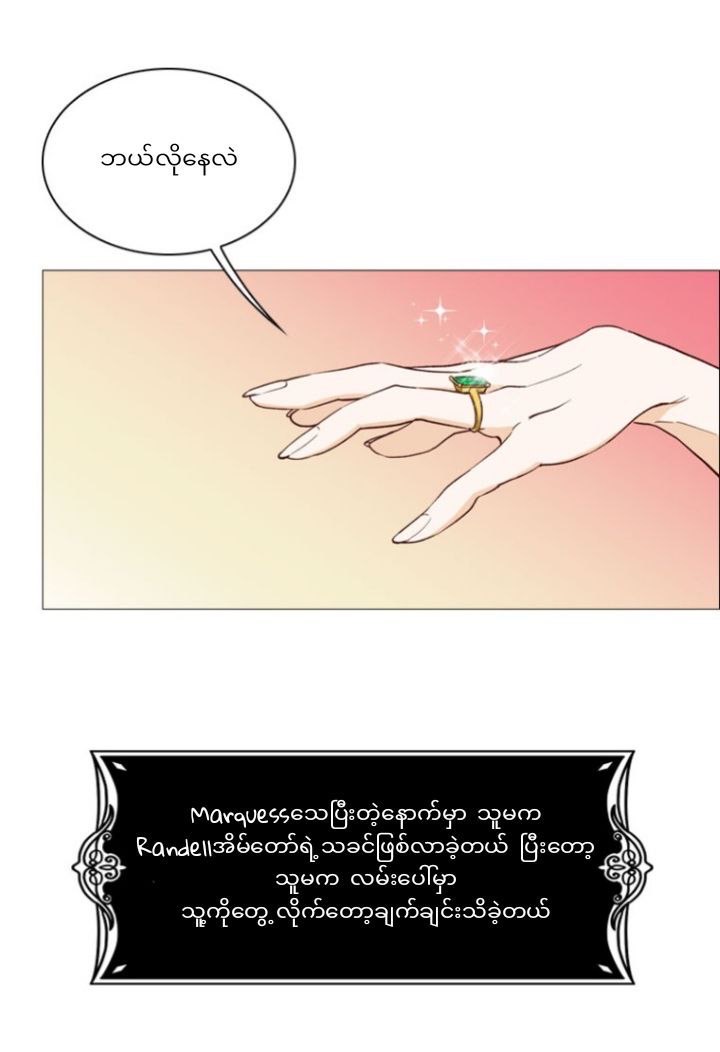 ဘယ်လိုနေလဲ
Marquessသေပြီးတဲ့နောက်မှာ သူမက
Randellအိမ်တော်ရဲ့သခင်ဖြစ်လာခဲ့တယ် ပြီးတော့
သူမက လမ်းပေါ်မှာ
သူ့ကိုတွေ့လိုက်တော့ချက်ချင်းသိခဲ့တယ်